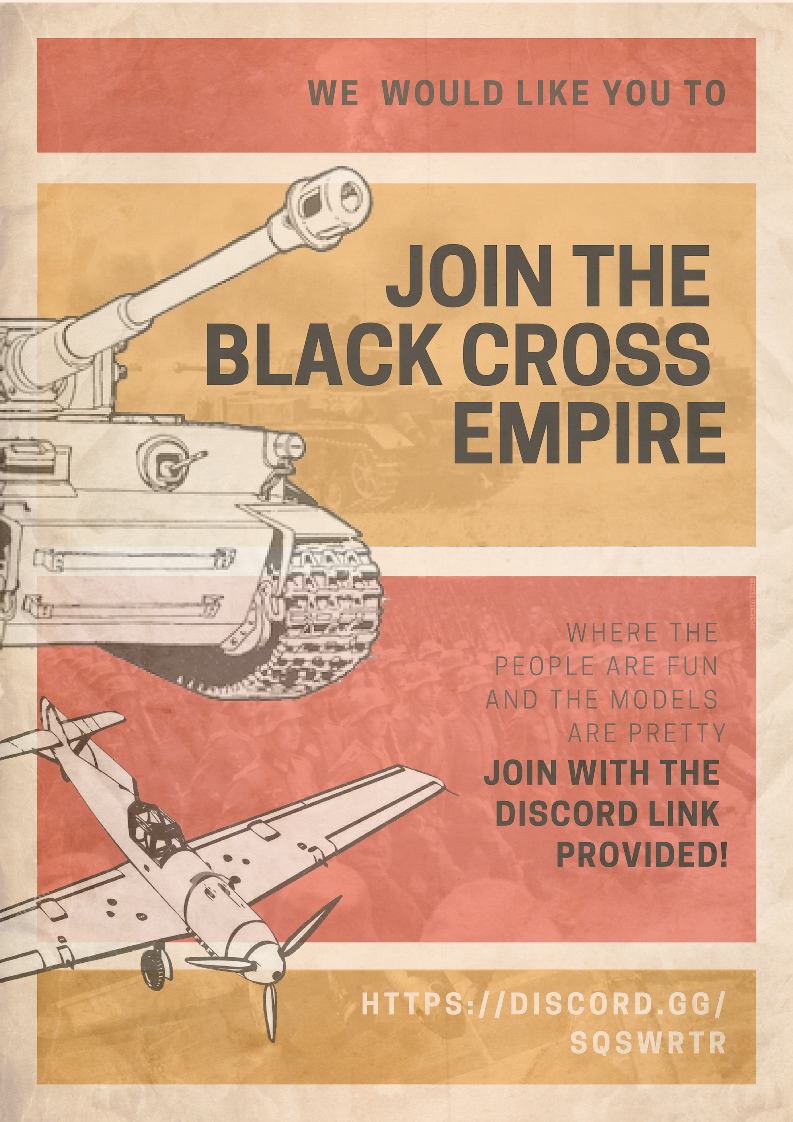 WE WOULD LIKE YOU TO
JOIN THE
BLACK CROSS
EMPIRE
WHERE THE
PEOPLE ARE FUN
AND THE MODELS
ARE PRETTY
JOIN WITH THE
DISCORD LINK
PROVIDED!
HTTPS://DISCORD.GG/
SQSWRTR